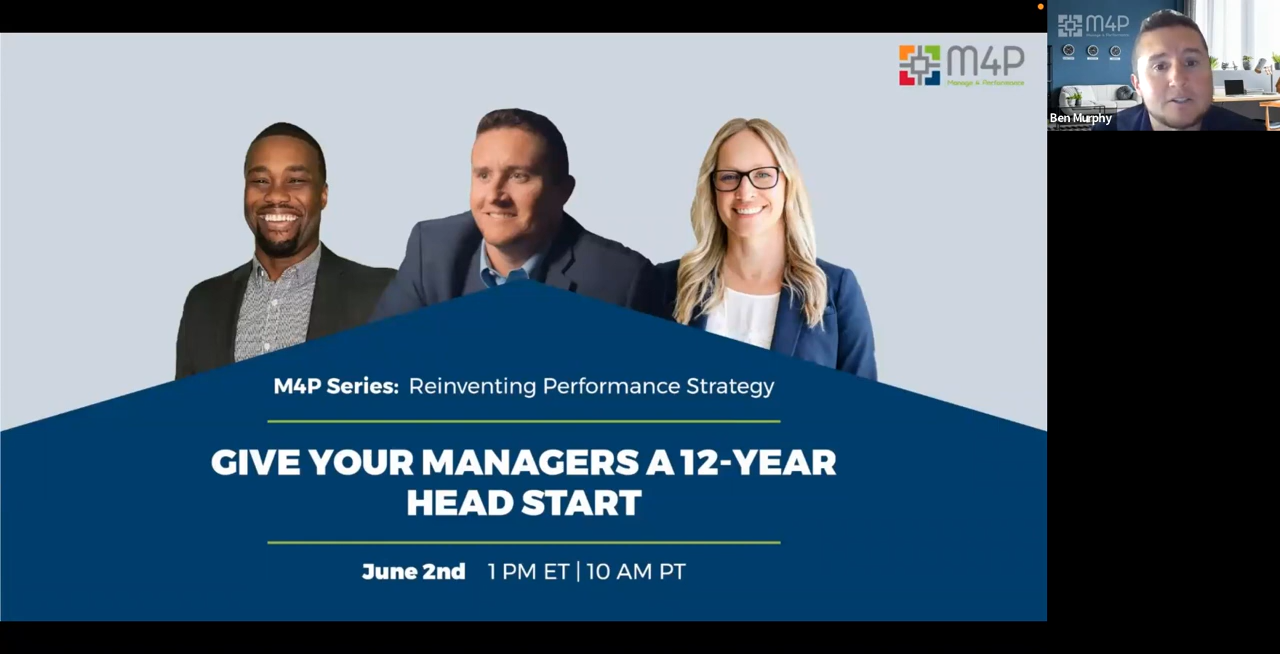 M4P
Manage 4 Performance
M4P
Ben Murphy
M4P Series: Reinventing Performance Strategy
GIVE YOUR MANAGERS A 12-YEAR
HEAD START
June 2nd 1 PM ET | 10 AM PT